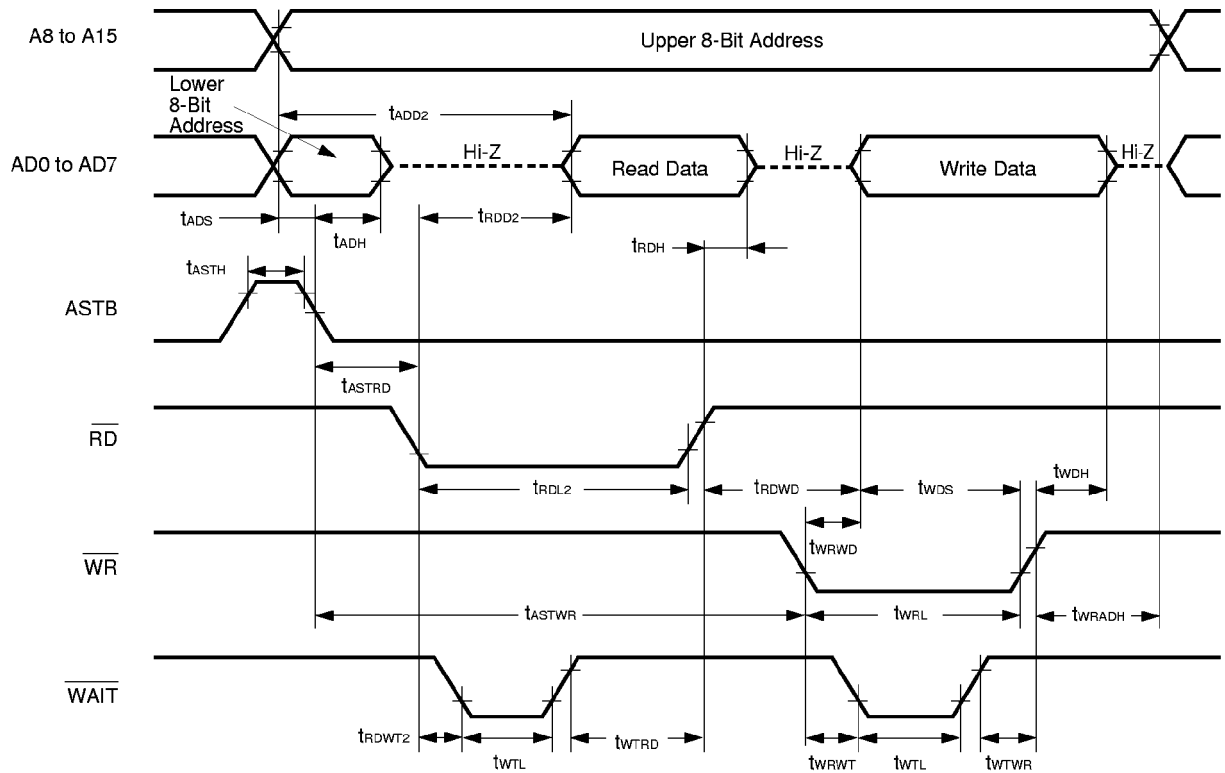 A8 to A15
Upper 8-Bit Address
Lower
8-Bit
Address
tADD2
AD0 to AD7
Hi-Z
Read Data
Hi-Z
Write Data
Hi-Z
tADS
tADH
tRDD2
tRDH
tASTH
ASTB
tASTRD
RD
tRDL2
tRDWD
tWDS
tWDH
tWRWD
WR
tASTWR
tWRL
tWRADH
WAIT
tRDWT2
tWTL
tWTRD
tWRWT
tWTL
tWTWR